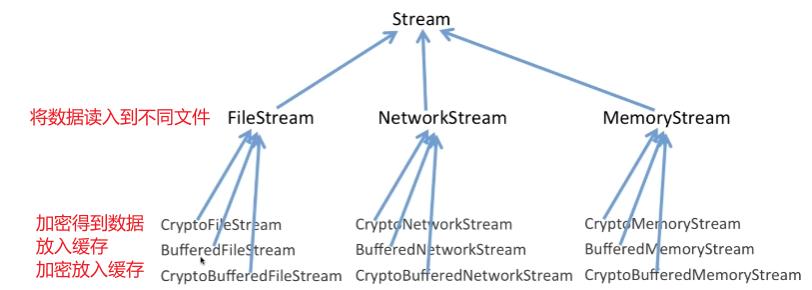 Stream
将数据读入到不同文件 FileStream NetworkStream MemoryStream
加密得到数据 CryptoFileStream CryptoNetworkStream CryptoMemoryStream
放入缓存 BufferedFileStream BufferedNetworkStream BufferedMemoryStream
加密放入缓存 CryptoBufferedFileStream CryptoBufferedNetworkStream CryptoBufferedMemoryStream